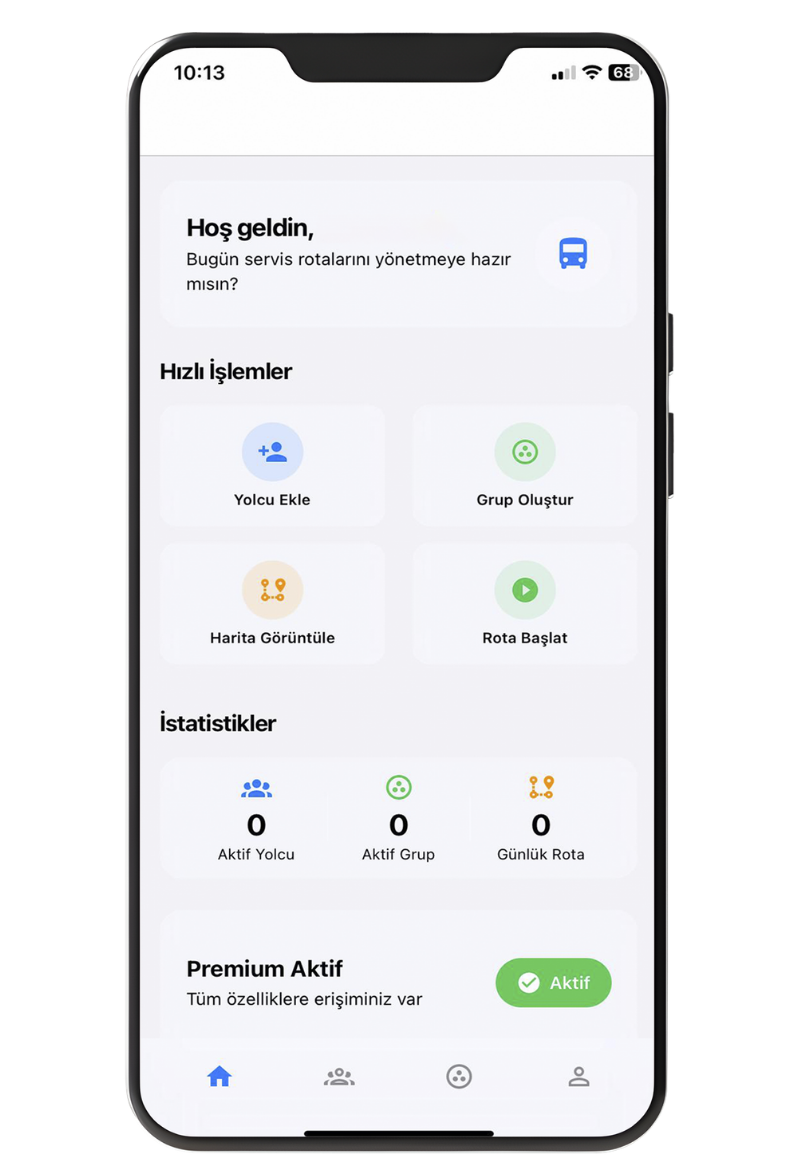 10:13
68
Hoş geldin,
Bugün servis rotalarını yönetmeye hazır
mısın?
Hızlı İşlemler
Yolcu Ekle
Grup Oluştur
Harita Görüntüle
Rota Başlat
İstatistikler
0
0
0
Aktif Yolcu
Aktif Grup
Günlük Rota
Premium Aktif
Tüm özelliklere erişiminiz var
Aktif